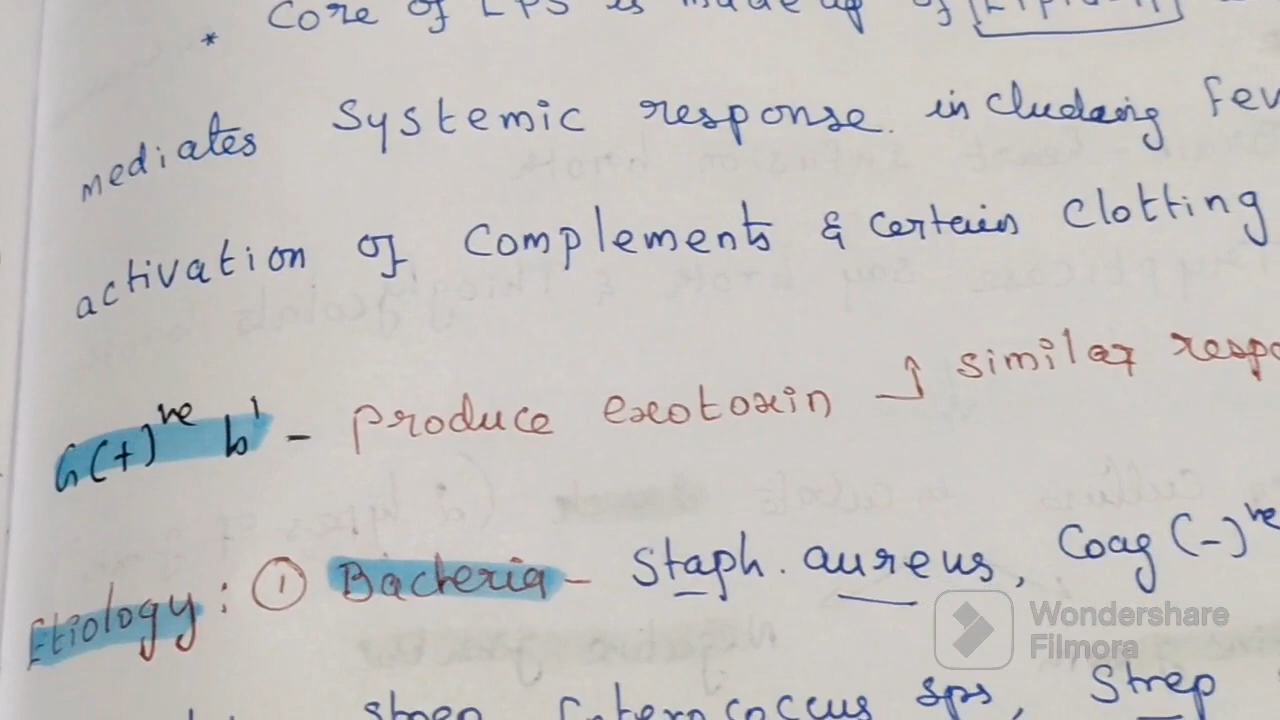 * Core of LPS is made up of
mediates Systemic response. including Fev
activation of Complements & certain Clotting
G(+)ve b' - produce exotoxin similar respo
Etiology : ① Bacteria - Staph. aureus, Coag (-)ve
Wondershare
Filmora
Enterococcus sps, Strep